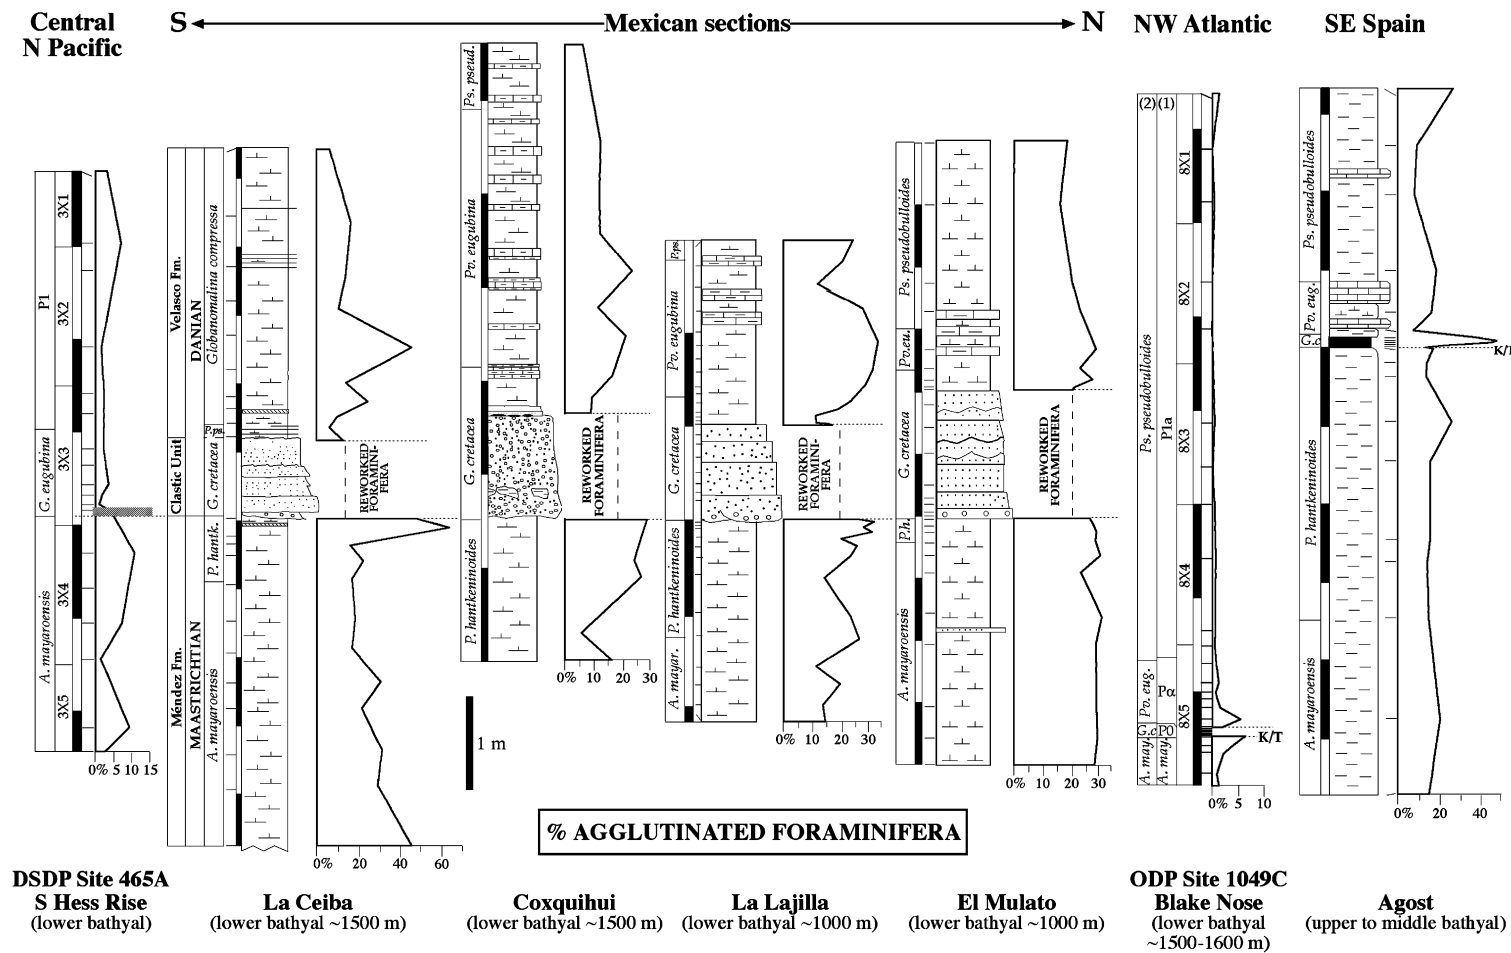 Central
N Pacific
S
Mexican sections
N
NW Atlantic
SE Spain
P1
G. eugubina
A. mayaroensis
3X1
3X2
3X3
3X4
3X5
0% 5 10 15
Velasco Fm.
Clastic Unit
Méndez Fm.
DANIAN
MAASTRICHTIAN
Globanomalina compressa
P.ps.
G. cretacea
P. hantk.
A. mayaroensis
REWORKED
FORAMINI-
FERA
0% 20 40 60
Ps. pseud.
Pv. eugubina
G. cretacea
P. hantkeninoides
REWORKED
FORAMINIFERA
0% 10 20 30
1 m
P.ps.
Pv. eugubina
G. cretacea
P. hantkeninoides
A. mayar.
REWORKED
FORAMINI-
FERA
0% 10 20 30
Ps. pseudobulloides
Pv.eu.
G. cretacea
P.h.
A. mayaroensis
REWORKED
FORAMINIFERA
0% 10 20 30
(2) (1)
Ps. pseudobulloides
Pv. eug.
G.c
A. may.
P1a
Pα
P0
A. may.
8X1
8X2
8X3
8X4
8X5
K/T
0% 5 10
Ps. pseudobulloides
Pv. eug.
G.c
P. hantkeninoides
A. mayaroensis
K/T
0% 20 40
% AGGLUTINATED FORAMINIFERA
DSDP Site 465A
S Hess Rise
(lower bathyal)
La Ceiba
(lower bathyal ~1500 m)
Coxquihui
(lower bathyal ~1500 m)
La Lajilla
(lower bathyal ~1000 m)
El Mulato
(lower bathyal ~1000 m)
ODP Site 1049C
Blake Nose
(lower bathyal
~1500-1600 m)
Agost
(upper to middle bathyal)